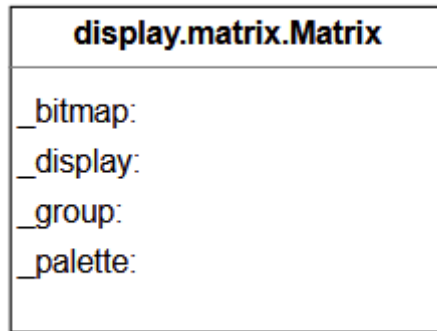 display.matrix.Matrix
_bitmap:
_display:
_group:
_palette: